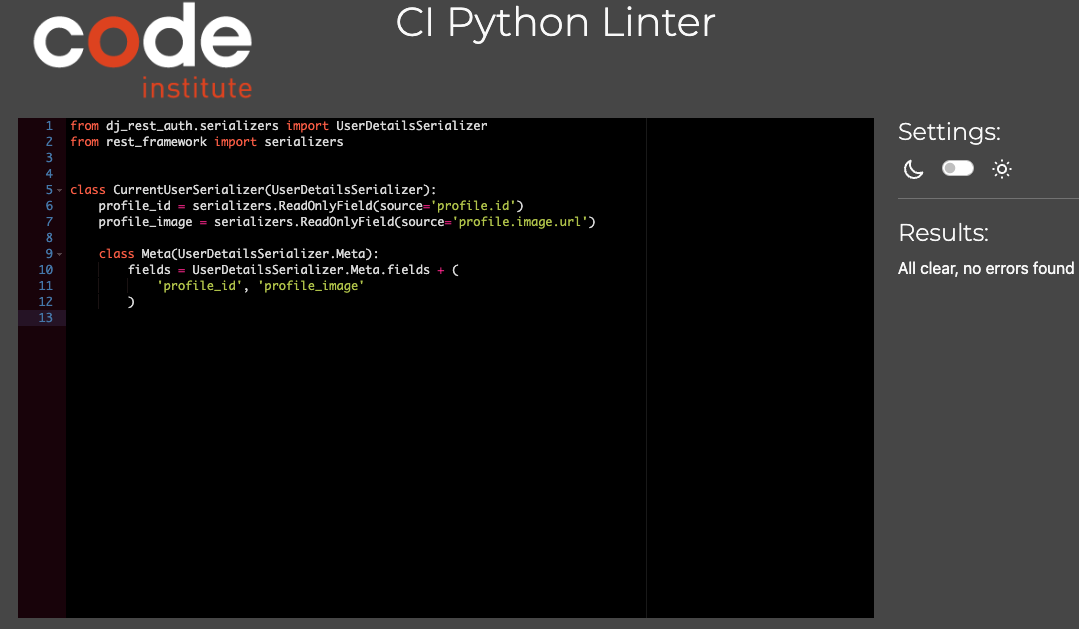 code
institute
CI Python Linter
1 from dj_rest_auth.serializers import UserDetailsSerializer
2 from rest_framework import serializers
3
4
5 class CurrentUserSerializer(UserDetailsSerializer):
6     profile_id = serializers.ReadOnlyField(source='profile.id')
7     profile_image = serializers.ReadOnlyField(source='profile.image.url')
8
9     class Meta(UserDetailsSerializer.Meta):
10         fields = UserDetailsSerializer.Meta.fields + (
11             'profile_id', 'profile_image'
12         )
13
Settings:
Results:
All clear, no errors found